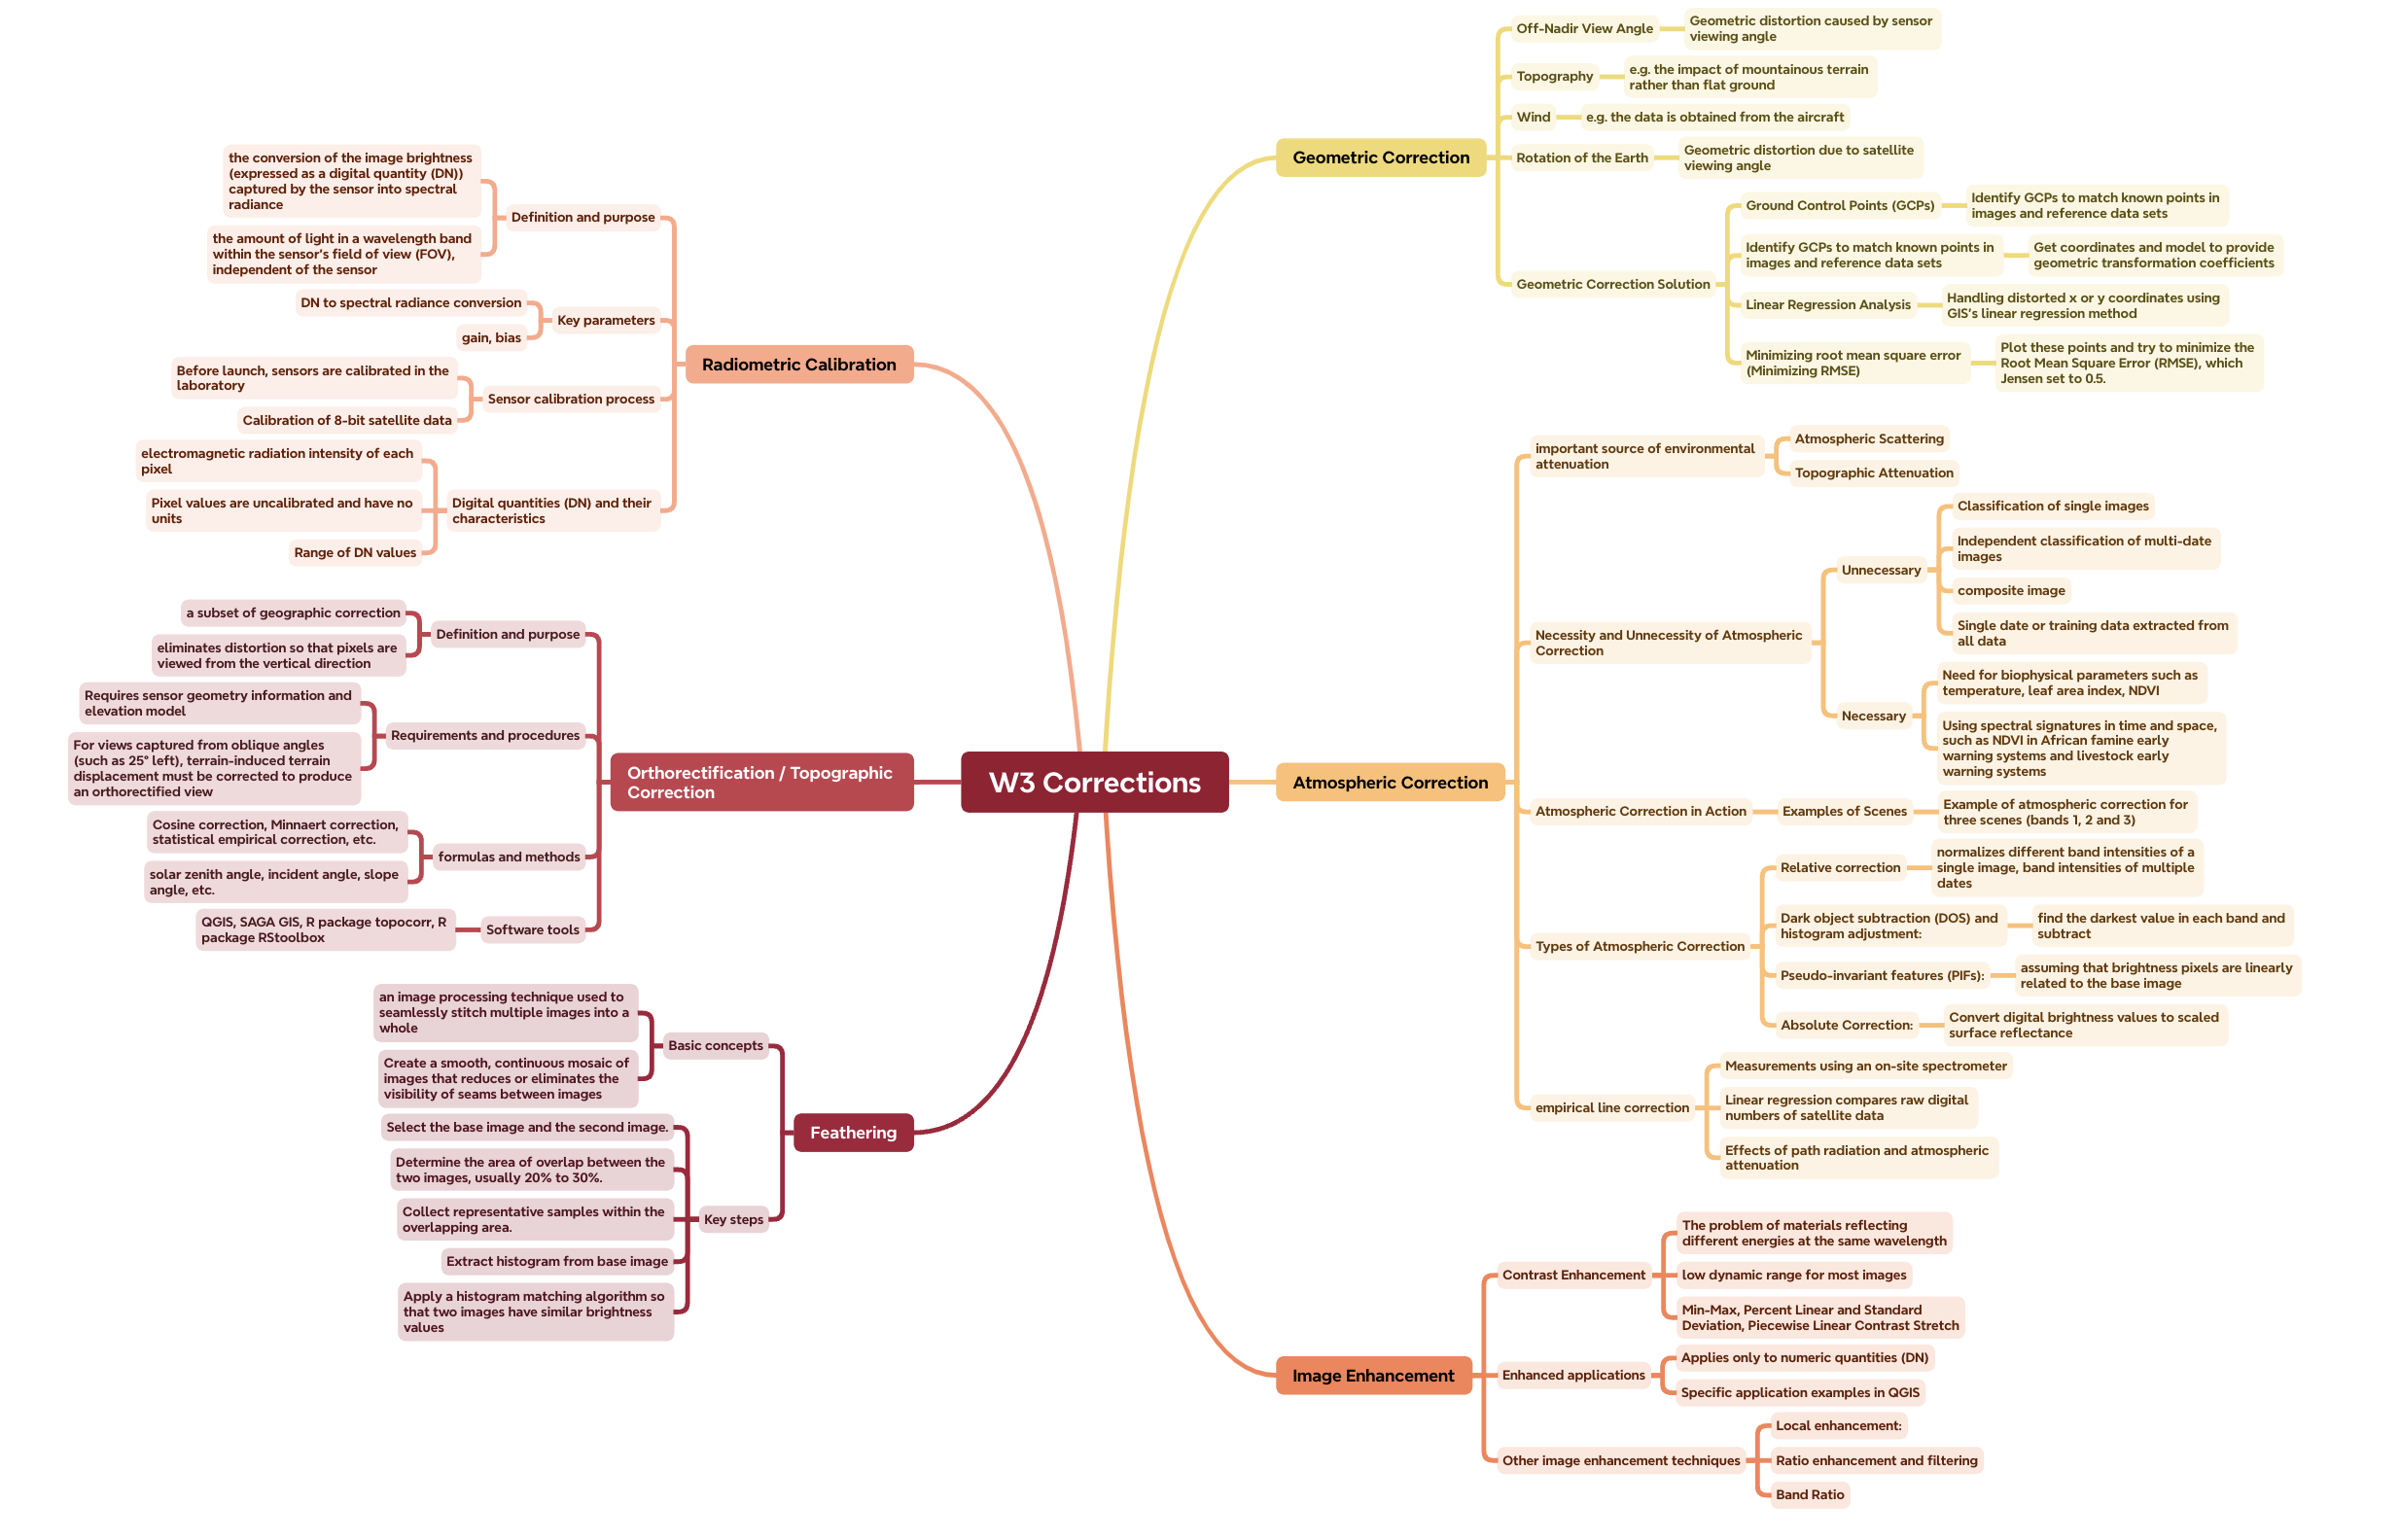 W3 Corrections
Geometric Correction
Off-Nadir View Angle
Geometric distortion caused by sensor
viewing angle
Topography
e.g. the impact of mountainous terrain
rather than flat ground
Wind
e.g. the data is obtained from the aircraft
Rotation of the Earth
Geometric distortion due to satellite
viewing angle
Geometric Correction Solution
Ground Control Points (GCPs)
Identify GCPs to match known points in
images and reference data sets
Identify GCPs to match known points in
images and reference data sets
Get coordinates and model to provide
geometric transformation coefficients
Linear Regression Analysis
Handling distorted x or y coordinates using
GIS's linear regression method
Minimizing root mean square error
(Minimizing RMSE)
Plot these points and try to minimize the
Root Mean Square Error (RMSE), which
Jensen set to 0.5.
Atmospheric Correction
important source of environmental
attenuation
Atmospheric Scattering
Topographic Attenuation
Necessity and Unnecessity of Atmospheric
Correction
Unnecessary
Classification of single images
Independent classification of multi-date
images
composite image
Single date or training data extracted from
all data
Necessary
Need for biophysical parameters such as
temperature, leaf area index, NDVI
Using spectral signatures in time and space,
such as NDVI in African famine early
warning systems and livestock early
warning systems
Atmospheric Correction in Action
Examples of Scenes
Example of atmospheric correction for
three scenes (bands 1, 2 and 3)
Types of Atmospheric Correction
Relative correction
normalizes different band intensities of a
single image, band intensities of multiple
dates
Dark object subtraction (DOS) and
histogram adjustment:
find the darkest value in each band and
subtract
Pseudo-invariant features (PIFs):
assuming that brightness pixels are linearly
related to the base image
Absolute Correction:
Convert digital brightness values to scaled
surface reflectance
empirical line correction
Measurements using an on-site spectrometer
Linear regression compares raw digital
numbers of satellite data
Effects of path radiation and atmospheric
attenuation
Image Enhancement
Contrast Enhancement
The problem of materials reflecting
different energies at the same wavelength
low dynamic range for most images
Min-Max, Percent Linear and Standard
Deviation, Piecewise Linear Contrast Stretch
Enhanced applications
Applies only to numeric quantities (DN)
Specific application examples in QGIS
Other image enhancement techniques
Local enhancement:
Ratio enhancement and filtering
Band Ratio
Radiometric Calibration
Definition and purpose
the conversion of the image brightness
(expressed as a digital quantity (DN))
captured by the sensor into spectral
radiance
the amount of light in a wavelength band
within the sensor's field of view (FOV),
independent of the sensor
Key parameters
DN to spectral radiance conversion
gain, bias
Sensor calibration process
Before launch, sensors are calibrated in the
laboratory
Calibration of 8-bit satellite data
Digital quantities (DN) and their
characteristics
electromagnetic radiation intensity of each
pixel
Pixel values are uncalibrated and have no
units
Range of DN values
Orthorectification / Topographic
Correction
Definition and purpose
a subset of geographic correction
eliminates distortion so that pixels are
viewed from the vertical direction
Requirements and procedures
Requires sensor geometry information and
elevation model
For views captured from oblique angles
(such as 25° left), terrain-induced terrain
displacement must be corrected to produce
an orthorectified view
formulas and methods
Cosine correction, Minnaert correction,
statistical empirical correction, etc.
solar zenith angle, incident angle, slope
angle, etc.
Software tools
QGIS, SAGA GIS, R package topocorr, R
package RStoolbox
Feathering
Basic concepts
an image processing technique used to
seamlessly stitch multiple images into a
whole
Create a smooth, continuous mosaic of
images that reduces or eliminates the
visibility of seams between images
Key steps
Select the base image and the second image.
Determine the area of overlap between the
two images, usually 20% to 30%.
Collect representative samples within the
overlapping area.
Extract histogram from base image
Apply a histogram matching algorithm so
that two images have similar brightness
values